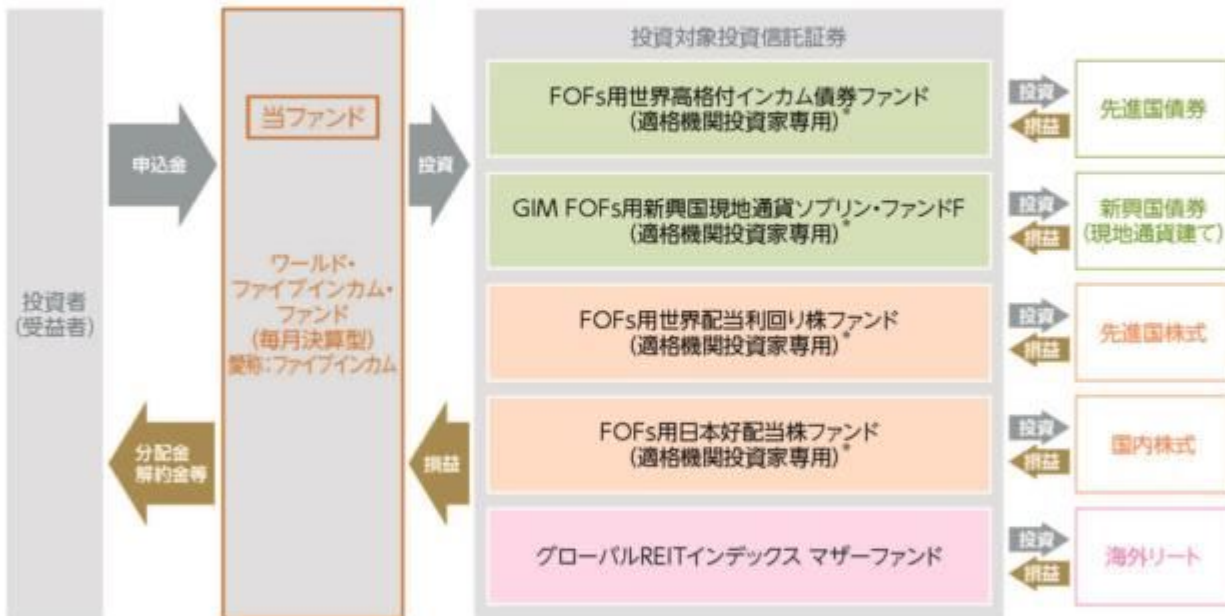 投資者
(受益者)
申込金
分配金
解約金等
当ファンド
ワールド・
ファイブインカム・
ファンド
(毎月決算型)
愛称:ファイブインカム
投資
損益
投資対象投資信託証券
FOFs用世界高格付インカム債券ファンド
(適格機関投資家専用)*
投資
損益
先進国債券
GIM FOFs用新興国現地通貨ソブリン・ファンドF
(適格機関投資家専用)*
投資
損益
新興国債券
(現地通貨建て)
FOFs用世界配当利回り株ファンド
(適格機関投資家専用)*
投資
損益
先進国株式
FOFs用日本好配当株ファンド
(適格機関投資家専用)*
投資
損益
国内株式
グローバルREITインデックス マザーファンド
投資
損益
海外リート